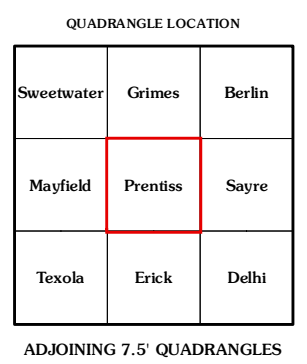 QUADRANGLE LOCATION
Sweetwater Grimes Berlin
Mayfield Prentiss Sayre
Texola Erick Delhi
ADJOINING 7.5' QUADRANGLES